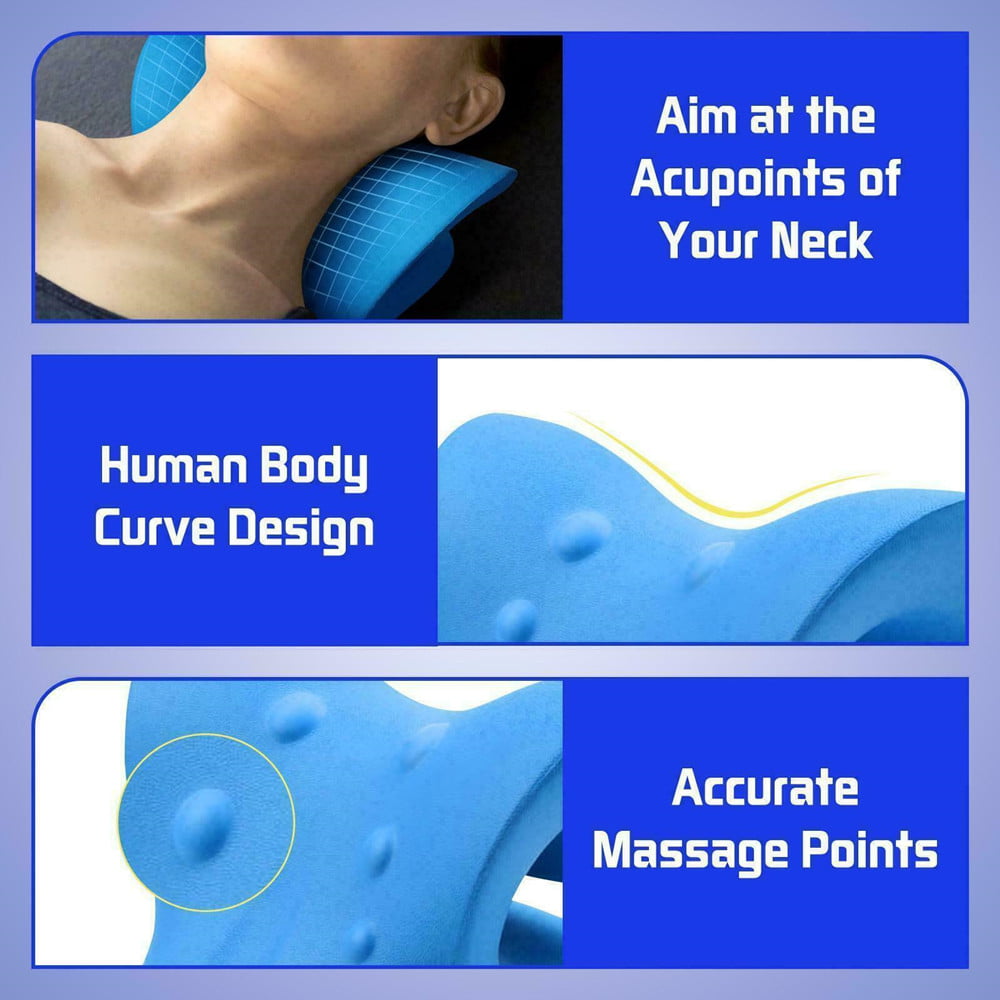 Aim at the
Acupoints of
Your Neck
Human Body
Curve Design
Accurate
Massage Points